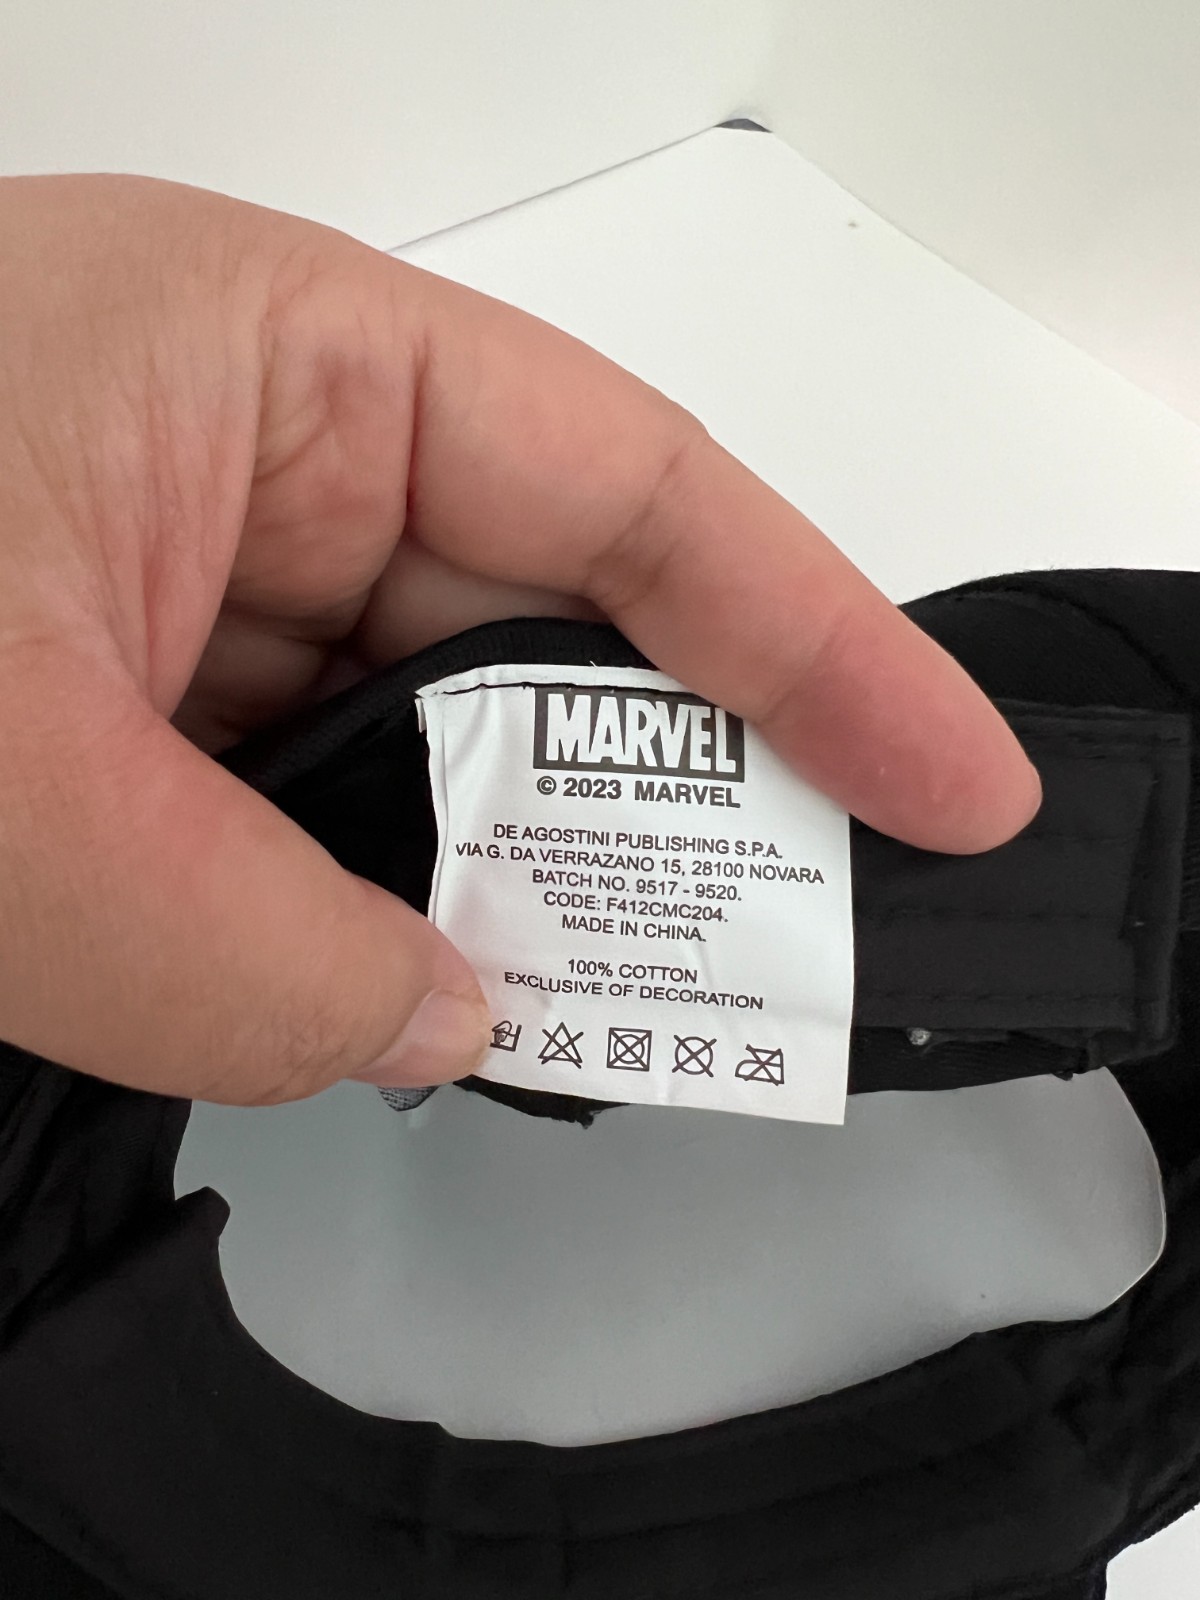 MARVEL
© 2023 MARVEL
DE AGOSTINI PUBLISHING S.P.A.
VIA G. DA VERRAZANO 15, 28100 NOVARA
BATCH NO. 9517 - 9520.
CODE: F412CMC204.
MADE IN CHINA.
100% COTTON
EXCLUSIVE OF DECORATION